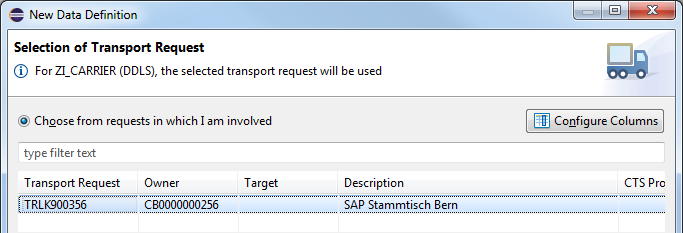 New Data Definition
Selection of Transport Request
For ZI_CARRIER (DDLS), the selected transport request will be used
Choose from requests in which I am involved
Configure Columns
type filter text
Transport Request Owner Target Description CTS Pro
TRLK900356 CB0000000256 SAP Stammtisch Bern